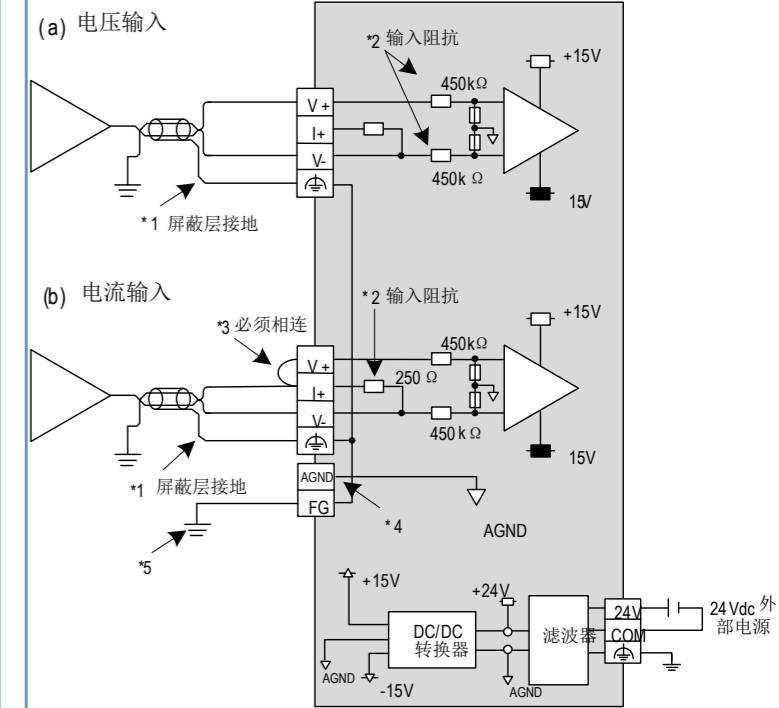 (a) 电压输入
*2 输入阻抗
+15V
450kΩ
V +
I+
V-
450k Ω
15V
*1 屏蔽层接地
(b) 电流输入
*2 输入阻抗
+15V
*3 必须相连
450kΩ
V +
250 Ω
I+
V-
450 k Ω
15V
AGND
*1 屏蔽层接地
FG
*4
AGND
*5
+15V
+24V
24V
24 Vdc 外
部电源
DC/DC
转换器
滤波器
COM
AGND
-15V
AGND